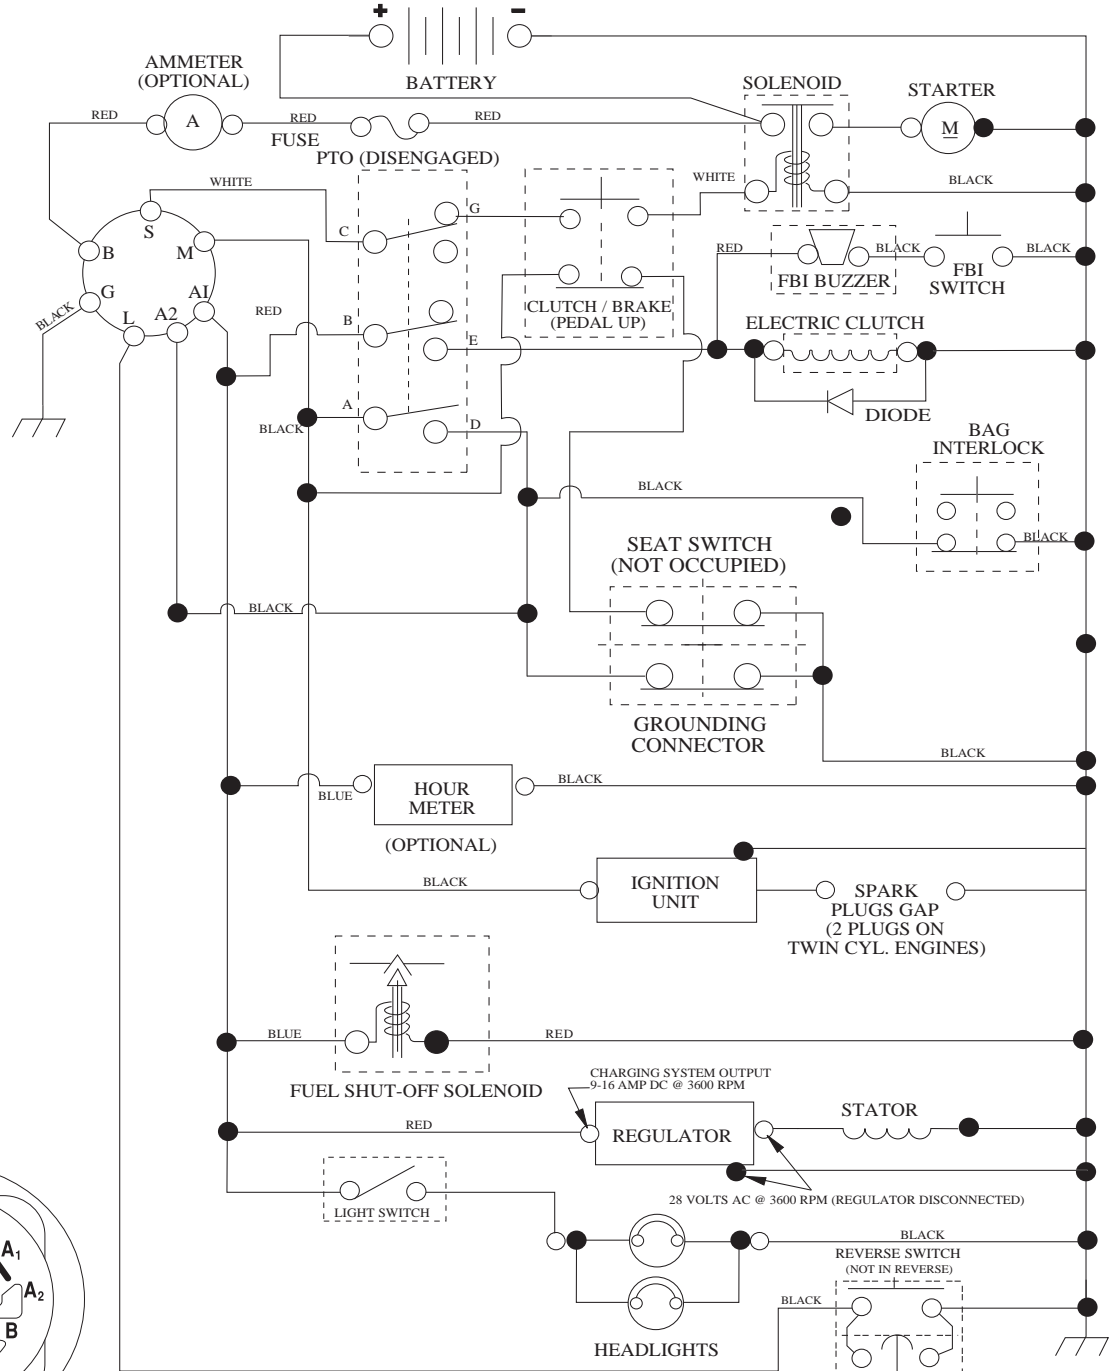 + -
BATTERY
AMMETER
(OPTIONAL)
A
RED
RED
FUSE
RED
SOLENOID
STARTER
M
PTO (DISENGAGED)
WHITE
WHITE
BLACK
S
B
M
G
L
A2
AI
BLACK
RED
C
G
B
E
A
D
BLACK
CLUTCH / BRAKE
(PEDAL UP)
RED
BLACK
BLACK
FBI BUZZER
FBI
SWITCH
ELECTRIC CLUTCH
DIODE
BAG
INTERLOCK
BLACK
BLACK
SEAT SWITCH
(NOT OCCUPIED)
BLACK
GROUNDING
CONNECTOR
BLACK
BLUE
HOUR
METER
BLACK
(OPTIONAL)
BLACK
IGNITION
UNIT
SPARK
PLUGS GAP
(2 PLUGS ON
TWIN CYL. ENGINES)
BLUE
RED
FUEL SHUT-OFF SOLENOID
CHARGING SYSTEM OUTPUT
9-16 AMP DC @ 3600 RPM
RED
REGULATOR
STATOR
28 VOLTS AC @ 3600 RPM (REGULATOR DISCONNECTED)
LIGHT SWITCH
BLACK
REVERSE SWITCH
(NOT IN REVERSE)
BLACK
HEADLIGHTS
A1
A2
B